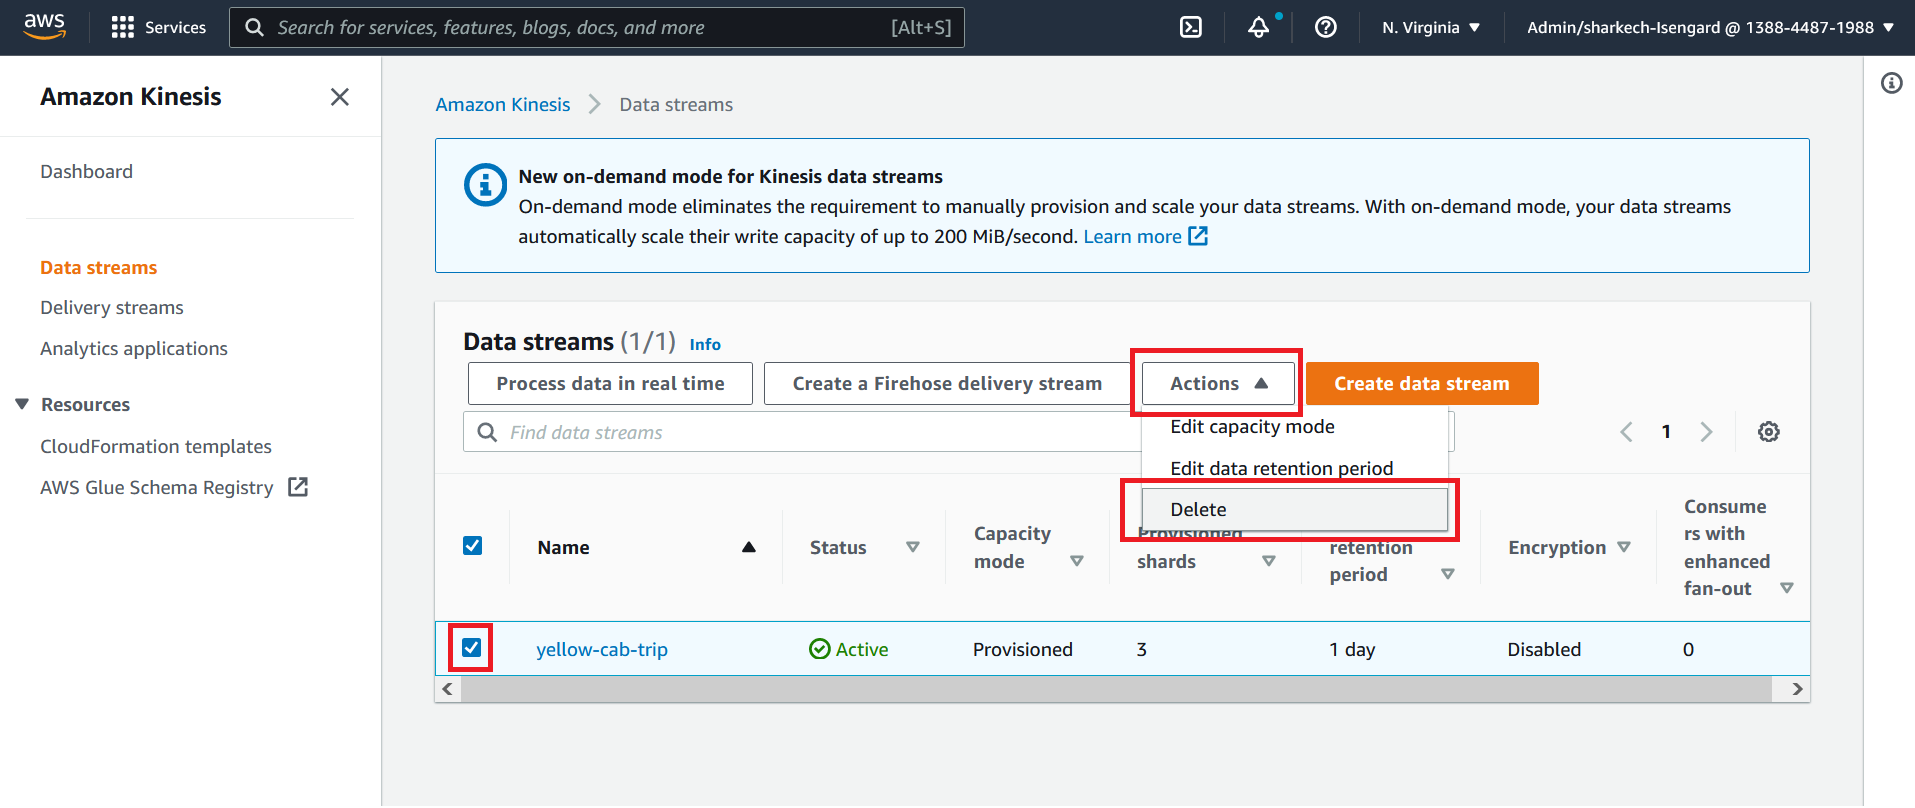 aws
Services
Search for services, features, blogs, docs, and more
[Alt+S]
N. Virginia
Admin/sharkech-Isengard @ 1388-4487-1988
Amazon Kinesis
Dashboard
Data streams
Delivery streams
Analytics applications
Resources
CloudFormation templates
AWS Glue Schema Registry
Amazon Kinesis
Data streams
New on-demand mode for Kinesis data streams
On-demand mode eliminates the requirement to manually provision and scale your data streams. With on-demand mode, your data streams
automatically scale their write capacity of up to 200 MiB/second. Learn more
Data streams (1/1) Info
Process data in real time
Create a Firehose delivery stream
Actions
Create data stream
Find data streams
1
Edit capacity mode
Edit data retention period
Delete
Name
Status
Capacity
mode
Provisioned
shards
retention
period
Encryption
Consume
rs with
enhanced
fan-out
yellow-cab-trip
Active
Provisioned
3
1 day
Disabled
0